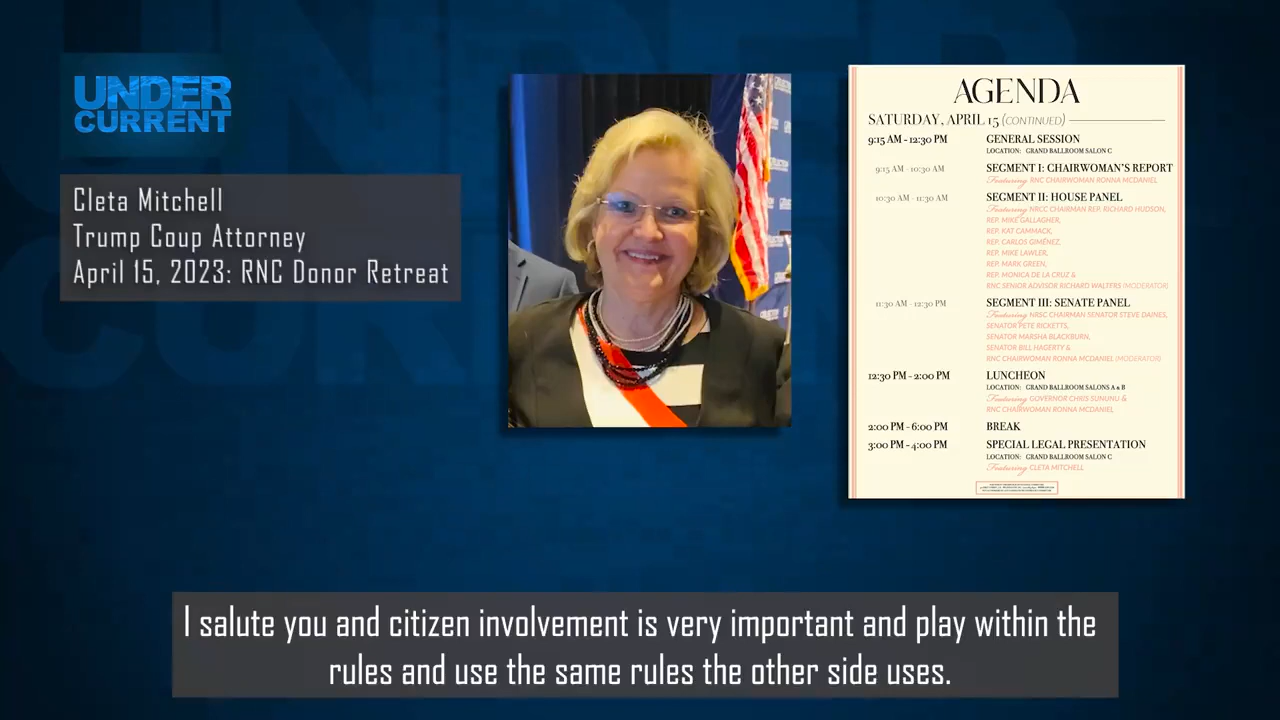 UNDER
CURRENT
Cleta Mitchell
Trump Coup Attorney
April 15, 2023: RNC Donor Retreat
AGENDA
SATURDAY, APRIL 15 (CONTINUED)
9:15 AM - 12:30 PM GENERAL SESSION
LOCATION: GRAND BALLROOM SALON C
9:15 AM - 10:30 AM SEGMENT I: CHAIRWOMAN'S REPORT
Featuring RNC CHAIRWOMAN RONNA MCDANIEL
10:30 AM - 11:30 AM SEGMENT II: HOUSE PANEL
Featuring NRCC CHAIRMAN REP. RICHARD HUDSON,
REP. MIKE GALLAGHER,
REP. KAT CAMMACK,
REP. CARLOS GIMÉNEZ,
REP. MIKE LAWLER,
REP. MARK GREEN,
REP. MONICA DE LA CRUZ &
RNC SENIOR ADVISOR RICHARD WALTERS (MODERATOR)
11:30 AM - 12:30 PM SEGMENT III: SENATE PANEL
Featuring NRSC CHAIRMAN SENATOR STEVE DAINES,
SENATOR PETE RICKETTS,
SENATOR MARSHA BLACKBURN,
SENATOR BILL HAGERTY &
RNC CHAIRWOMAN RONNA MCDANIEL (MODERATOR)
12:30 PM - 2:00 PM LUNCHEON
LOCATION: GRAND BALLROOM SALONS A & B
Featuring GOVERNOR CHRIS SUNUNU &
RNC CHAIRWOMAN RONNA MCDANIEL
2:00 PM - 6:00 PM BREAK
3:00 PM - 4:00 PM SPECIAL LEGAL PRESENTATION
LOCATION: GRAND BALLROOM SALON C
Featuring CLETA MITCHELL
I salute you and citizen involvement is very important and play within the
rules and use the same rules the other side uses.